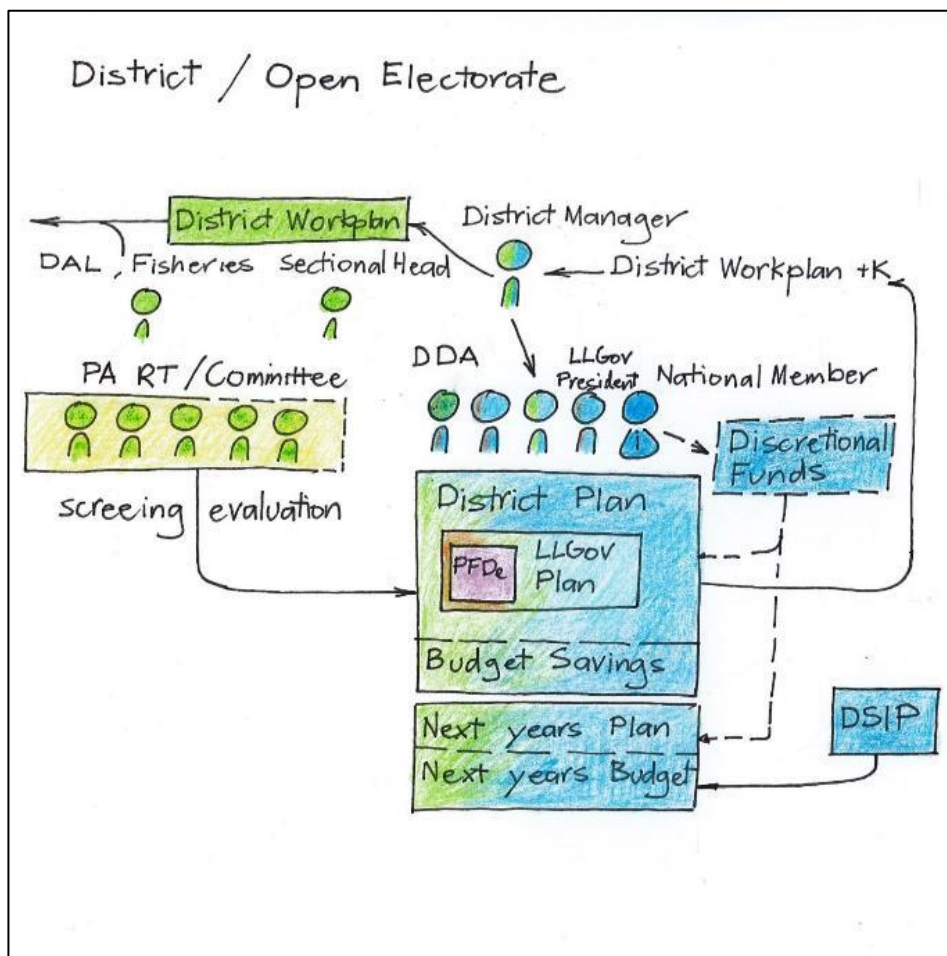 District / Open Electorate
District Workplan
District Manager
DAL, Fisheries Sectional Head
District Workplan +K
PA RT/Committee
DDA
LLGov
President
National Member
Discretional
Funds
screeing evaluation
District Plan
PFDe
LLGov
Plan
Budget Savings
Next years Plan
Next years Budget
DSIP